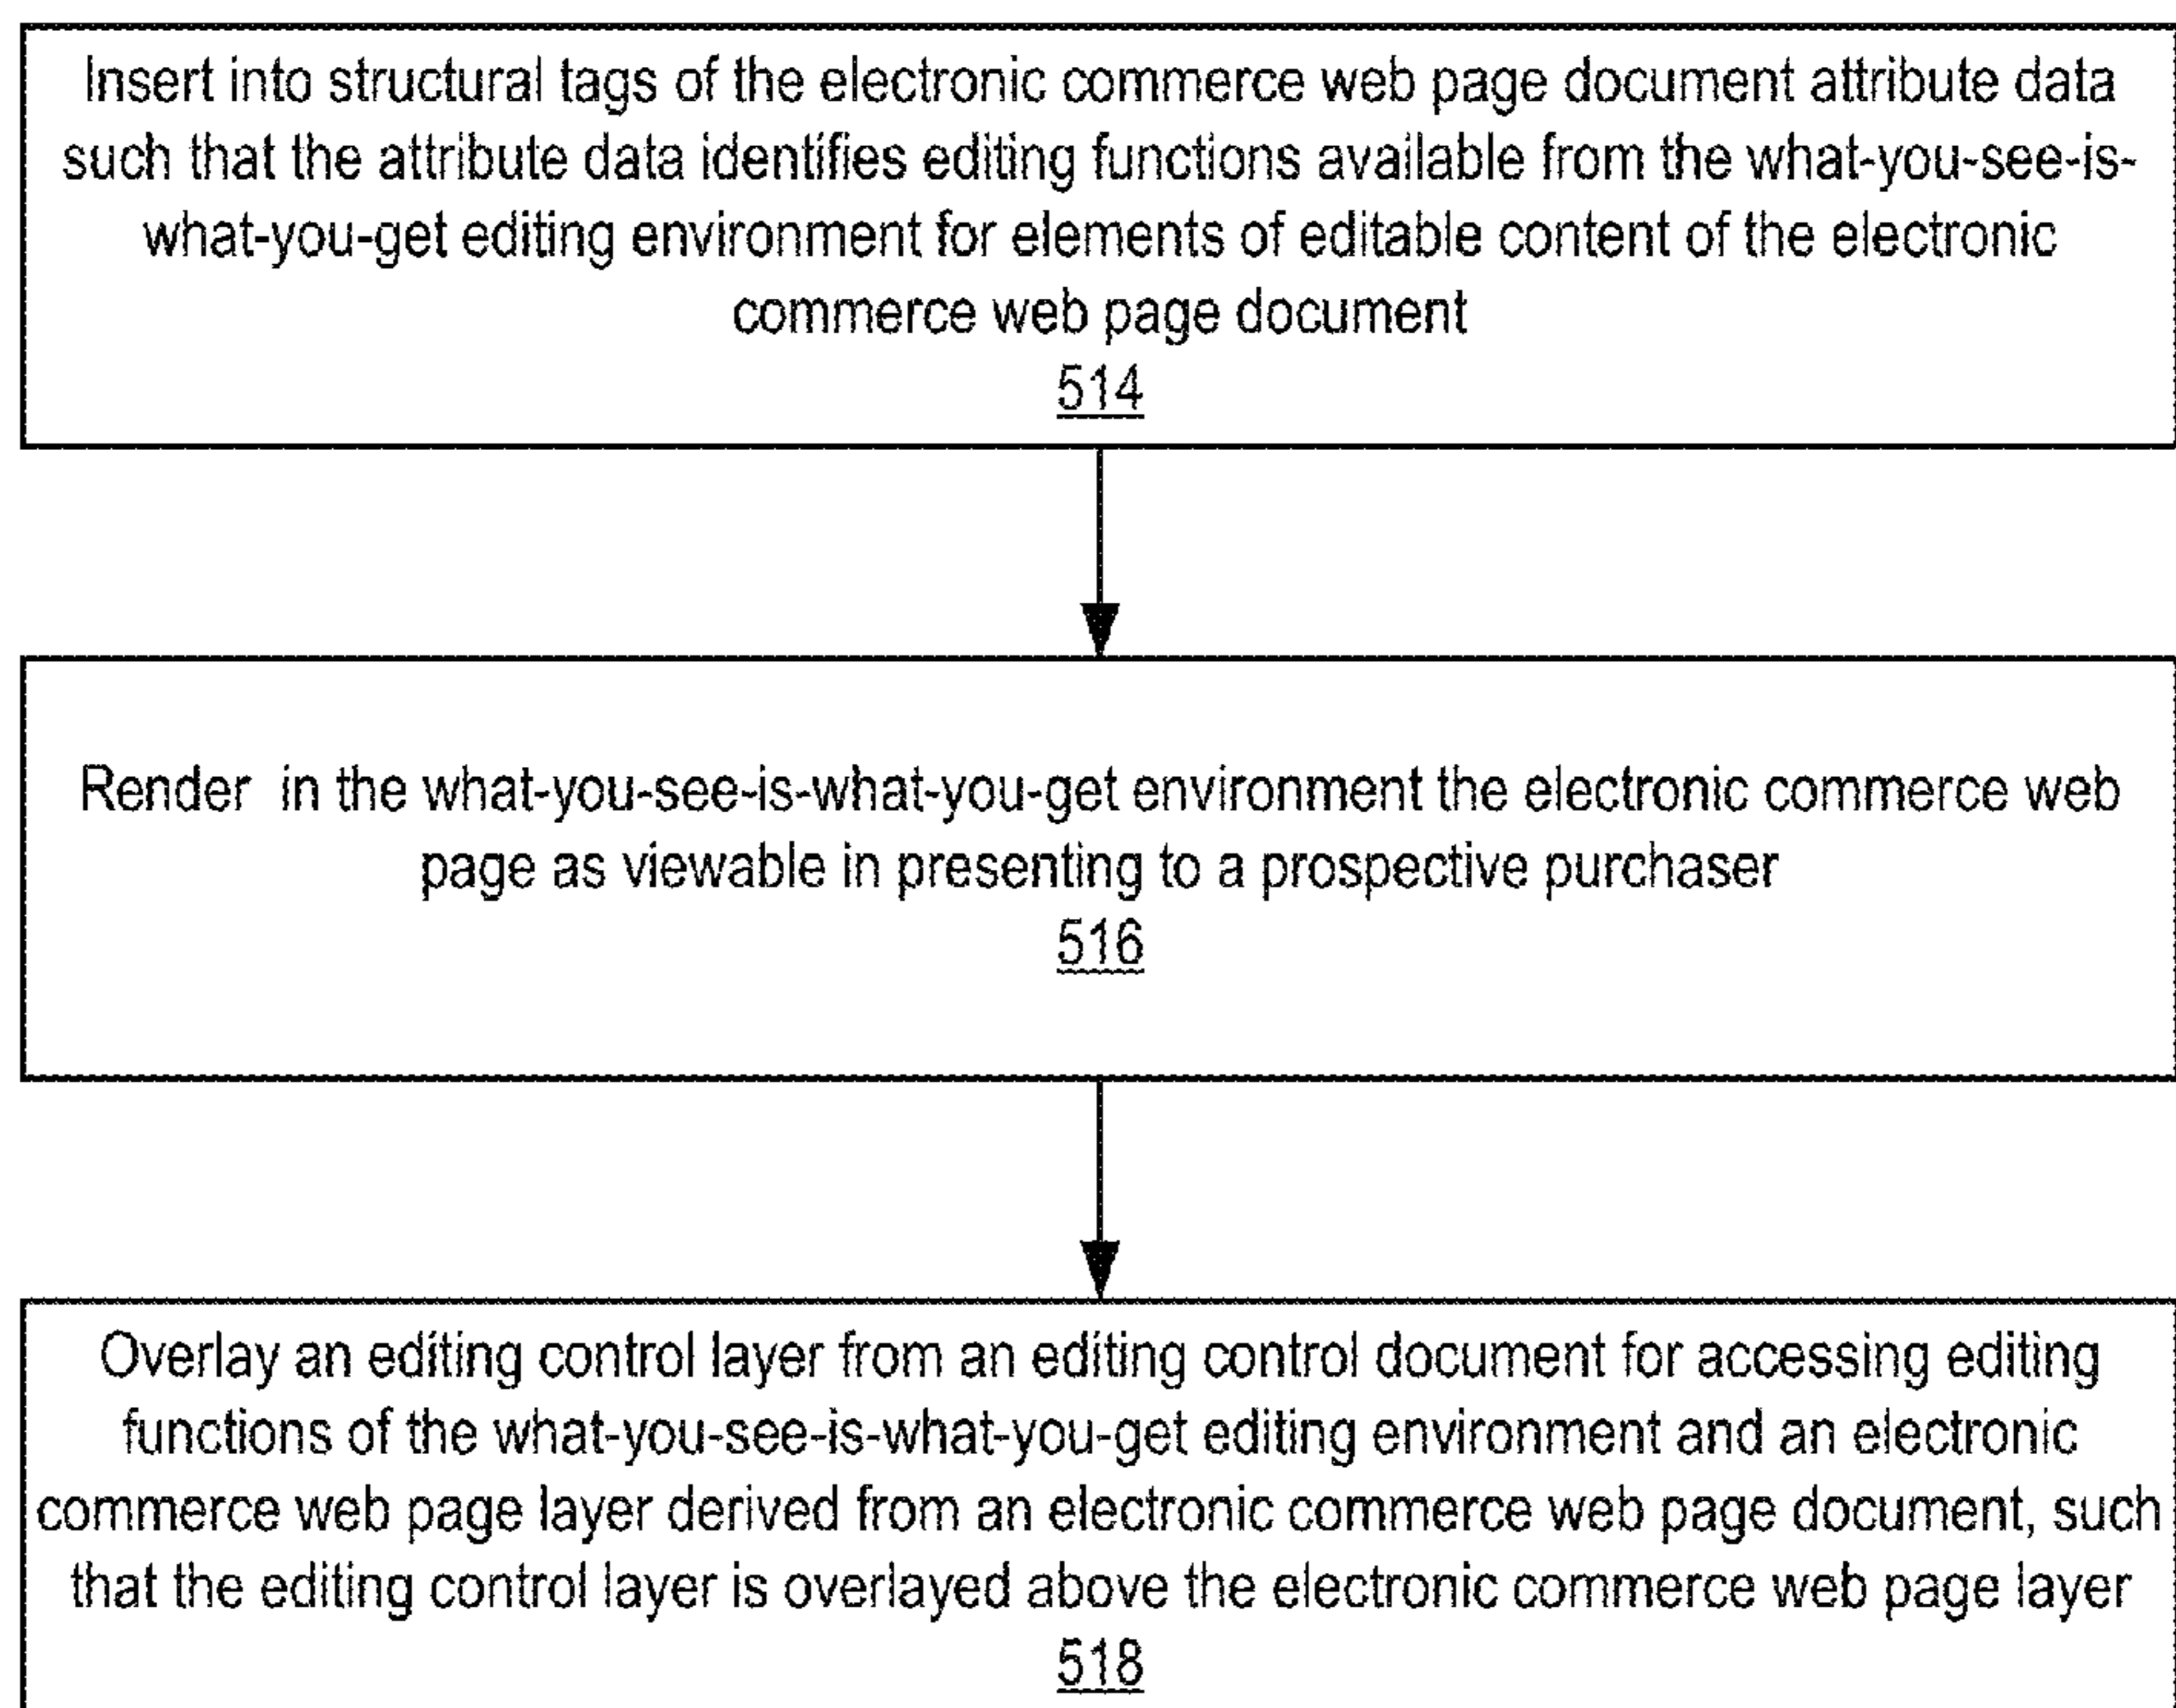 Insert into structural tags of the electronic commerce web page document attribute data
such that the attribute data identifies editing functions available from the what-you-see-is-
what-you-get editing environment for elements of editable content of the electronic
commerce web page document
514
Render in the what-you-see-is-what-you-get environment the electronic commerce web
page as viewable in presenting to a prospective purchaser
516
Overlay an editing control layer from an editing control document for accessing editing
functions of the what-you-see-is-what-you-get editing environment and an electronic
commerce web page layer derived from an electronic commerce web page document, such
that the editing control layer is overlayed above the electronic commerce web page layer
518